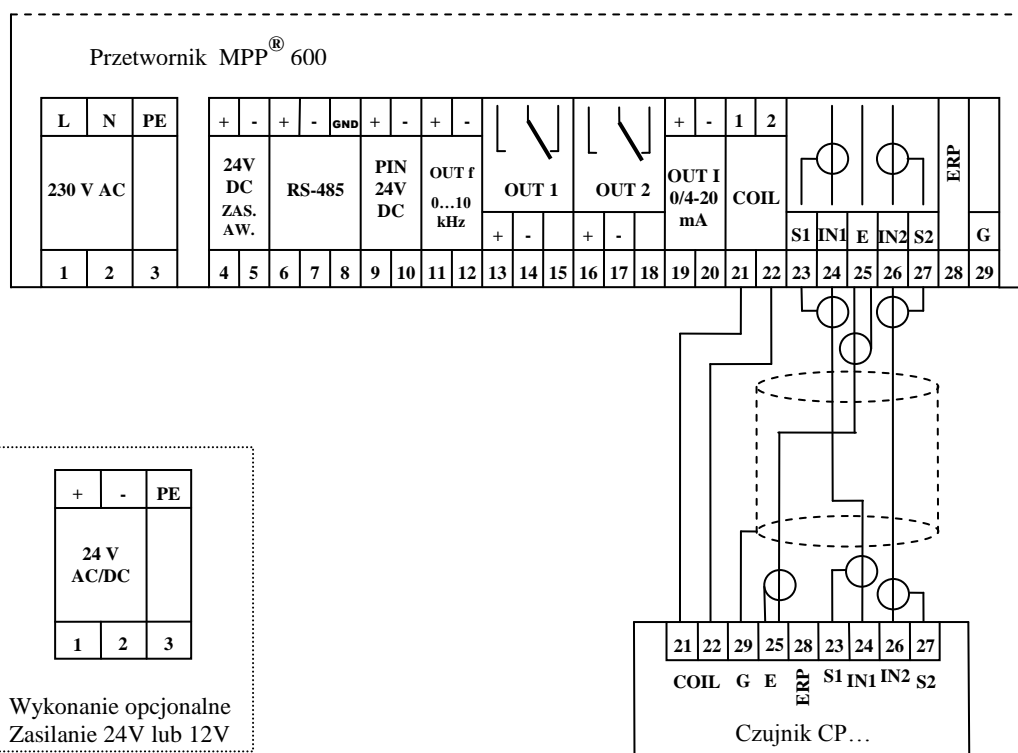 Przetwornik MPP® 600
L N PE + - + - GND + - + - + - 1 2
230 V AC
24V DC ZAS. AW.
RS-485
PIN 24V DC
OUT f 0…10 kHz
OUT 1
OUT 2
OUT I 0/4-20 mA
COIL
ERP
+ - + - S1 IN1 E IN2 S2 G
1 2 3 4 5 6 7 8 9 10 11 12 13 14 15 16 17 18 19 20 21 22 23 24 25 26 27 28 29
+ - PE
24 V
AC/DC
1 2 3
Wykonanie opcjonalne
Zasilanie 24V lub 12V
21 22 29 25 28 23 24 26 27
COIL G E ERP S1 IN1 IN2 S2
Czujnik CP…